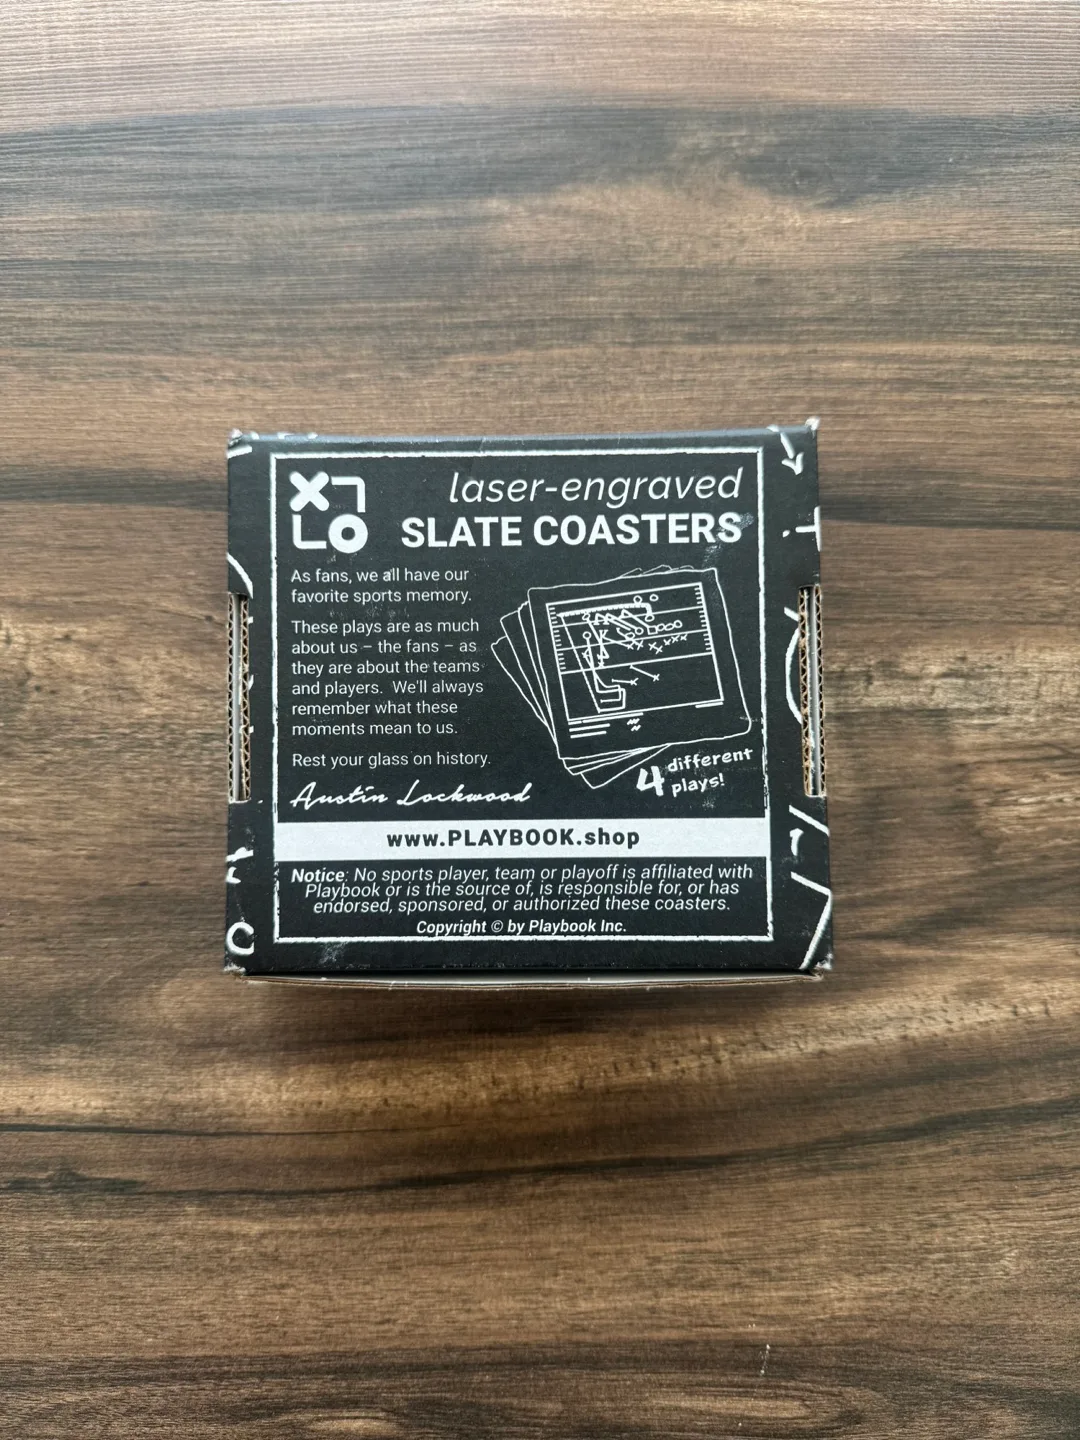 laser-engraved
SLATE COASTERS
As fans, we all have our
favorite sports memory.
These plays are as much
about us – the fans – as
they are about the teams
and players. We'll always
remember what these
moments mean to us.
Rest your glass on history.
Austin Lockwood
4 different
plays!
www.PLAYBOOK.shop
Notice: No sports player, team or playoff is affiliated with
Playbook or is the source of, is responsible for, or has
endorsed, sponsored, or authorized these coasters.
Copyright © by Playbook Inc.